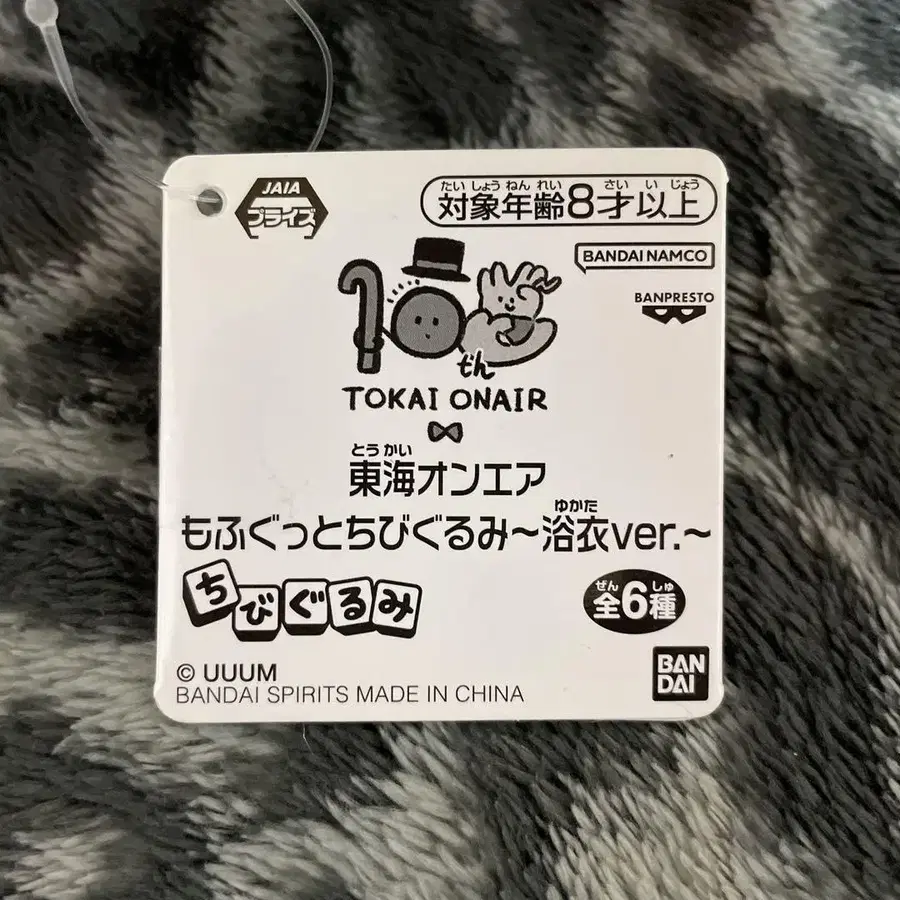 JAIA
プライズ
たいしょうねんれい さい いじょう
対象年齢8才以上
BANDAI NAMCO
BANPRESTO
10th
TOKAI ONAIR
とうかい
東海オンエア
ゆかた
もふぐっとちびぐるみ～浴衣ver.～
ちびぐるみ
ぜん しゅ
全6種
© UUUM
BANDAI SPIRITS MADE IN CHINA
BAN
DAI